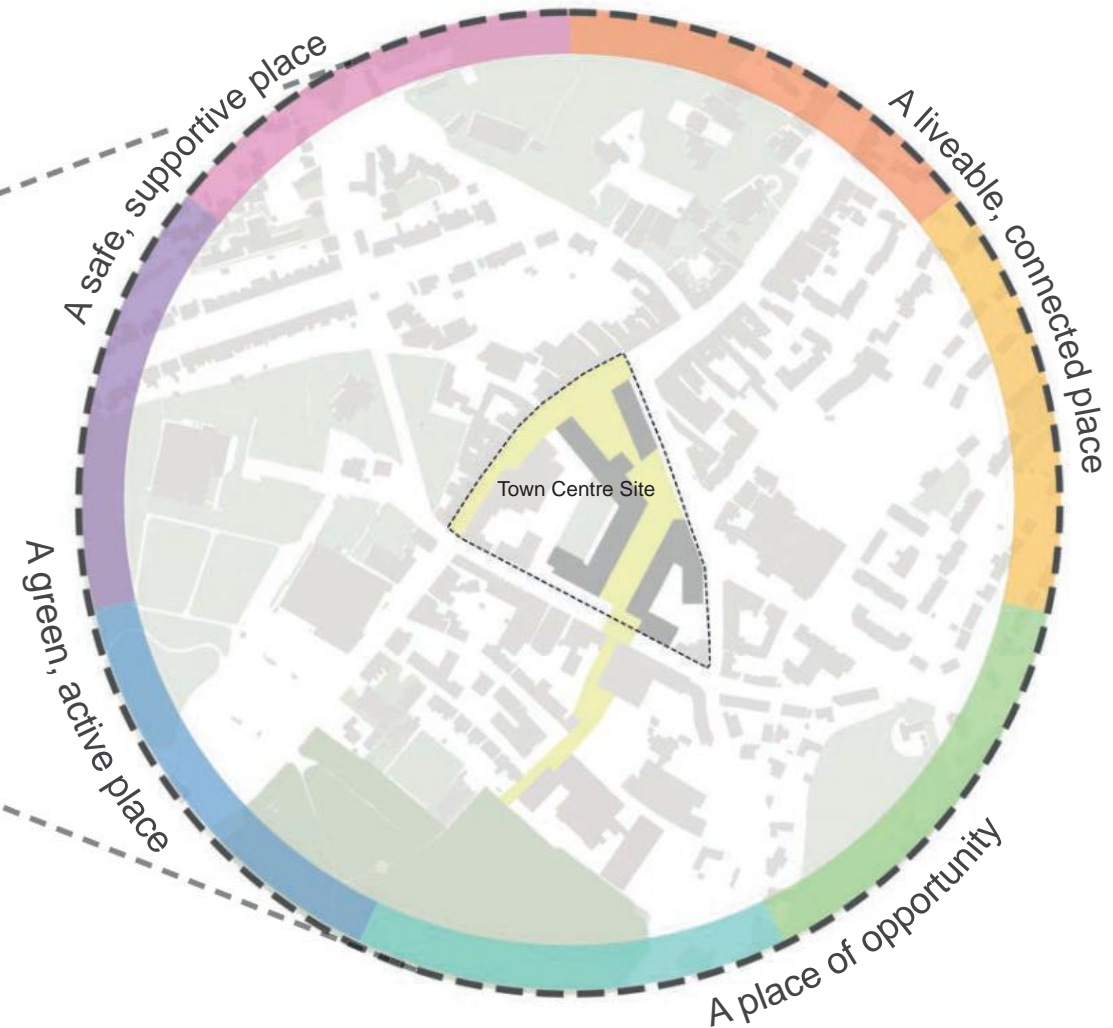 A safe, supportive place
A liveable, connected place
Town Centre Site
A green, active place
A place of opportunity